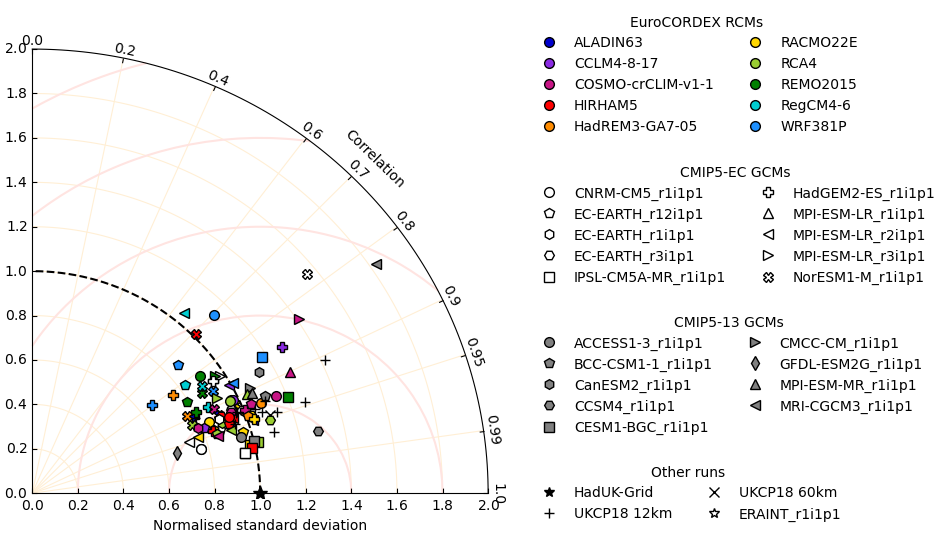 0.0
0.2
0.4
0.6
0.7
0.8
0.9
0.95
0.99
1.0
Correlation
2.0
1.8
1.6
1.4
1.2
1.0
0.8
0.6
0.4
0.2
0.0
0.0 0.2 0.4 0.6 0.8 1.0 1.2 1.4 1.6 1.8 2.0
Normalised standard deviation
EuroCORDEX RCMs
ALADIN63 RACMO22E
CCLM4-8-17 RCA4
COSMO-crCLIM-v1-1 REMO2015
HIRHAM5 RegCM4-6
HadREM3-GA7-05 WRF381P
CMIP5-EC GCMs
CNRM-CM5_r1i1p1 HadGEM2-ES_r1i1p1
EC-EARTH_r12i1p1 MPI-ESM-LR_r1i1p1
EC-EARTH_r1i1p1 MPI-ESM-LR_r2i1p1
EC-EARTH_r3i1p1 MPI-ESM-LR_r3i1p1
IPSL-CM5A-MR_r1i1p1 NorESM1-M_r1i1p1
CMIP5-13 GCMs
ACCESS1-3_r1i1p1 CMCC-CM_r1i1p1
BCC-CSM1-1_r1i1p1 GFDL-ESM2G_r1i1p1
CanESM2_r1i1p1 MPI-ESM-MR_r1i1p1
CCSM4_r1i1p1 MRI-CGCM3_r1i1p1
CESM1-BGC_r1i1p1
Other runs
HadUK-Grid UKCP18 60km
UKCP18 12km ERAINT_r1i1p1